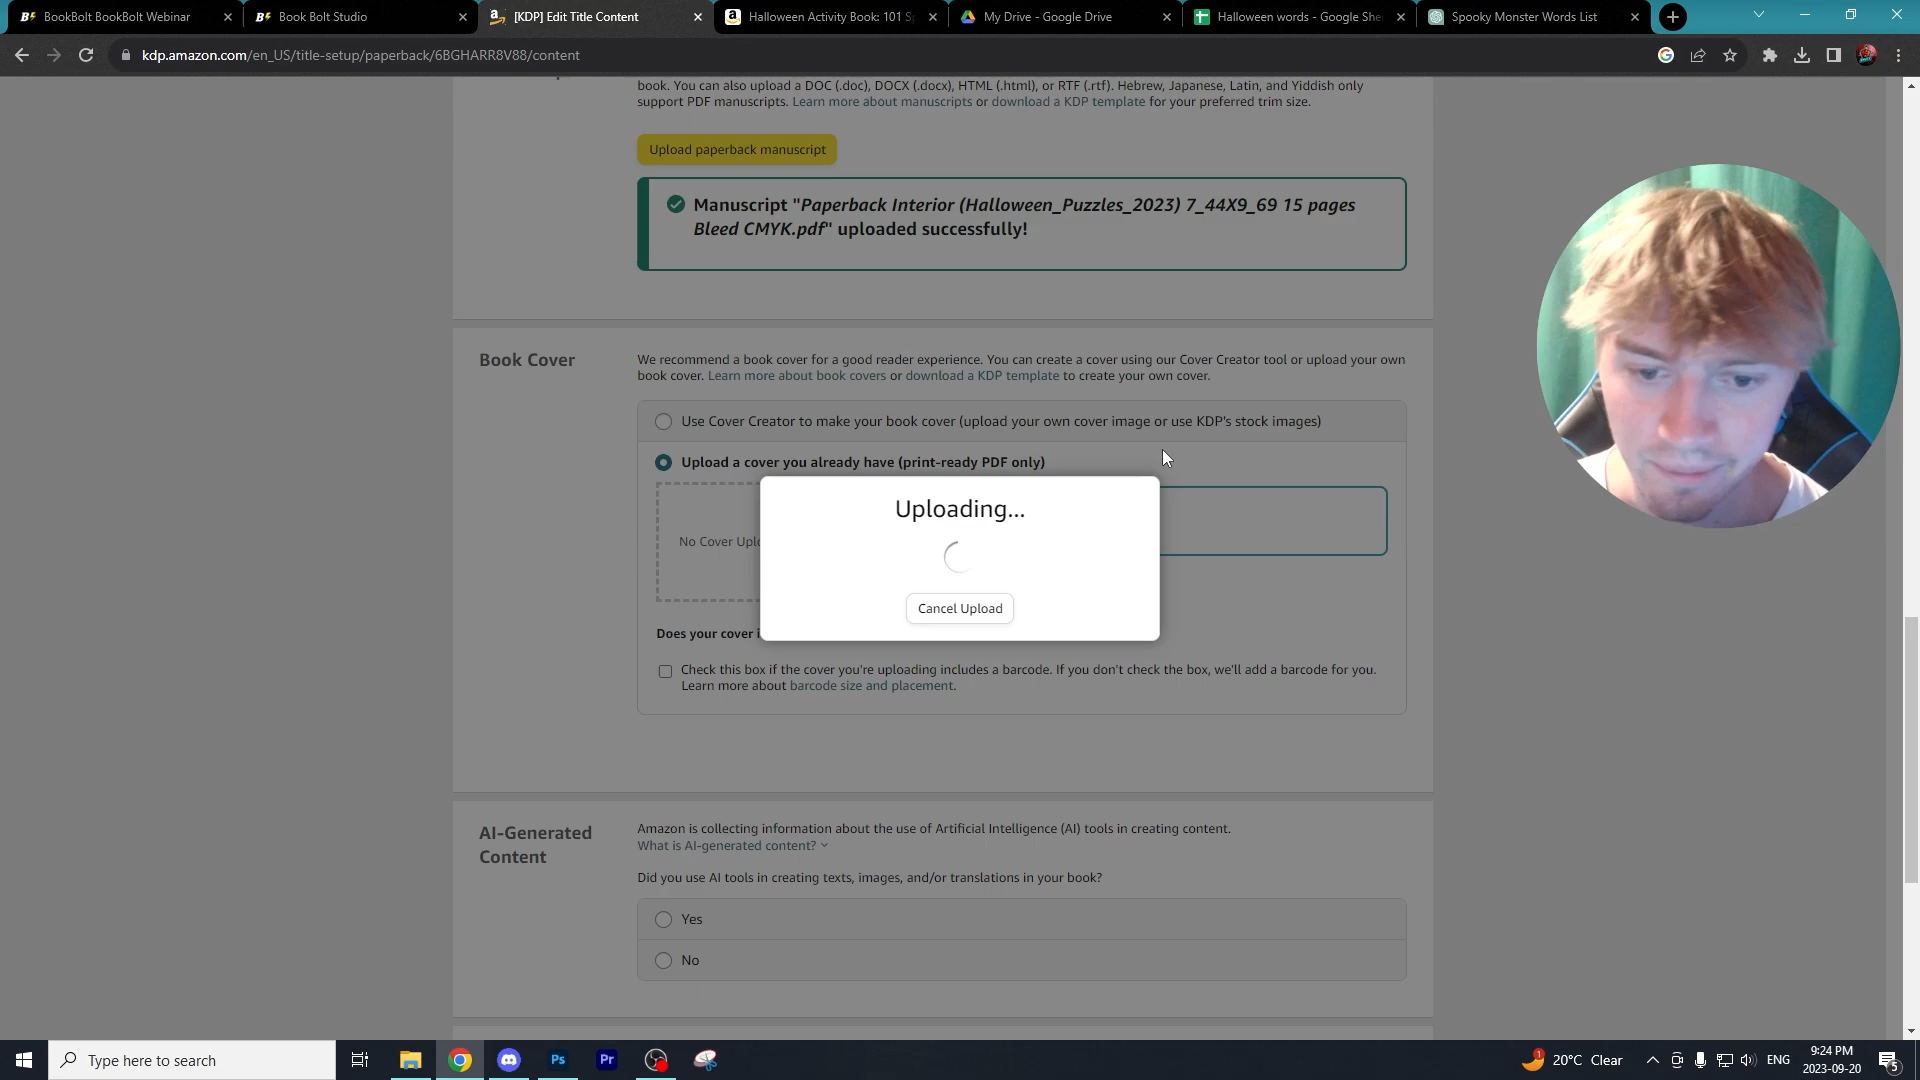 BookBolt BookBolt Webinar
Book Bolt Studio
[KDP] Edit Title Content
Halloween Activity Book: 101 Sp
My Drive - Google Drive
Halloween words - Google She
Spooky Monster Words List
kdp.amazon.com/en_US/title-setup/paperback/6BGHARR8V88/content
book. You can also upload a DOC (.doc), DOCX (.docx), HTML (.html), or RTF (.rtf). Hebrew, Japanese, Latin, and Yiddish only
support PDF manuscripts. Learn more about manuscripts or download a KDP template for your preferred trim size.
Upload paperback manuscript
Manuscript "Paperback Interior (Halloween_Puzzles_2023) 7_44X9_69 15 pages
Bleed CMYK.pdf" uploaded successfully!
Book Cover
We recommend a book cover for a good reader experience. You can create a cover using our Cover Creator tool or upload your own
book cover. Learn more about book covers or download a KDP template to create your own cover.
Use Cover Creator to make your book cover (upload your own cover image or use KDP's stock images)
Upload a cover you already have (print-ready PDF only)
Uploading...
No Cover Uplo
Cancel Upload
Does your cover i
Check this box if the cover you're uploading includes a barcode. If you don't check the box, we'll add a barcode for you.
Learn more about barcode size and placement.
AI-Generated
Content
Amazon is collecting information about the use of Artificial Intelligence (AI) tools in creating content.
What is AI-generated content?
Did you use AI tools in creating texts, images, and/or translations in your book?
Yes
No
Type here to search
Ps
Pr
1
20°C Clear
ENG
9:24 PM
2023-09-20
5